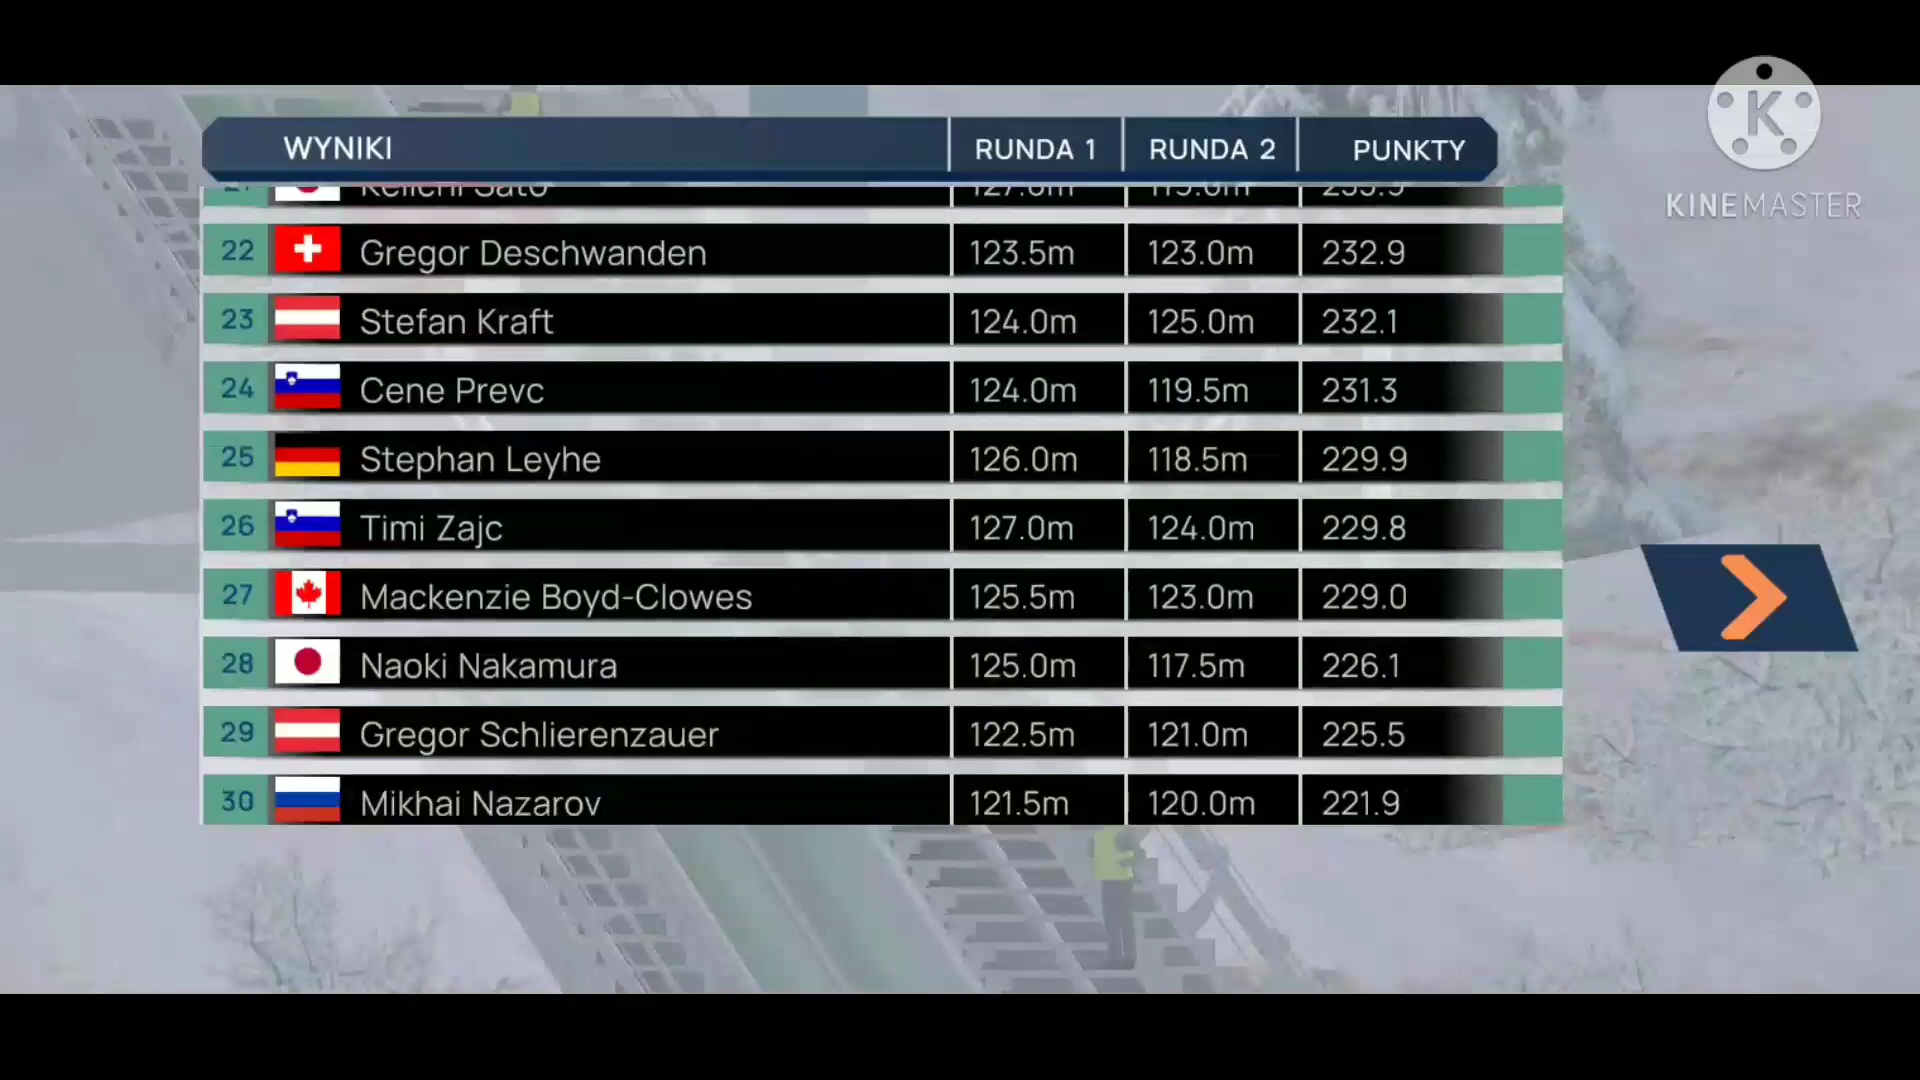 WYNIKI RUNDA 1 RUNDA 2 PUNKTY
Keiichi Sato
22 Gregor Deschwanden 123.5m 123.0m 232.9
23 Stefan Kraft 124.0m 125.0m 232.1
24 Cene Prevc 124.0m 119.5m 231.3
25 Stephan Leyhe 126.0m 118.5m 229.9
26 Timi Zajc 127.0m 124.0m 229.8
27 Mackenzie Boyd-Clowes 125.5m 123.0m 229.0
28 Naoki Nakamura 125.0m 117.5m 226.1
29 Gregor Schlierenzauer 122.5m 121.0m 225.5
30 Mikhai Nazarov 121.5m 120.0m 221.9
K
KINEMASTER